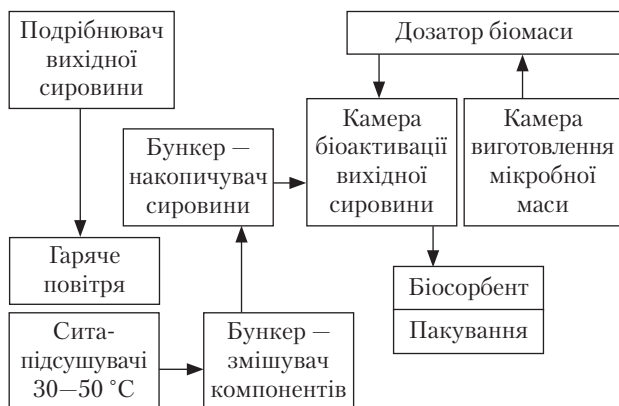 Подрібнювач
вихідної
сировини
Гаряче
повітря
Сита-
підсушувачі
30—50 °C
Бункер —
змішувач
компонентів
Бункер —
накопичувач
сировини
Камера
біоактивації
вихідної
сировини
Дозатор біомаси
Камера
виготовлення
мікробної
маси
Біосорбент
Пакування